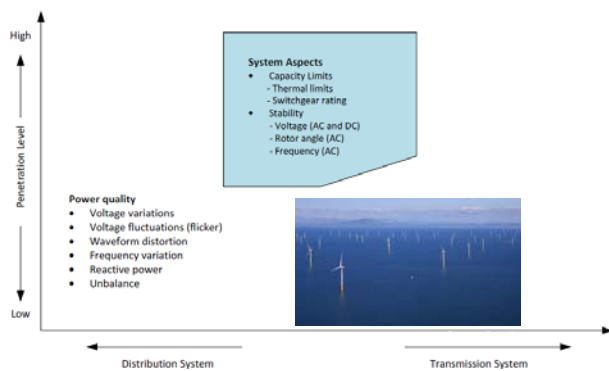 High
Penetration Level
Low
System Aspects
• Capacity Limits
- Thermal limits
- Switchgear rating
• Stability
- Voltage (AC and DC)
- Rotor angle (AC)
- Frequency (AC)
Power quality
• Voltage variations
• Voltage fluctuations (flicker)
• Waveform distortion
• Frequency variation
• Reactive power
• Unbalance
Distribution System
Transmission System